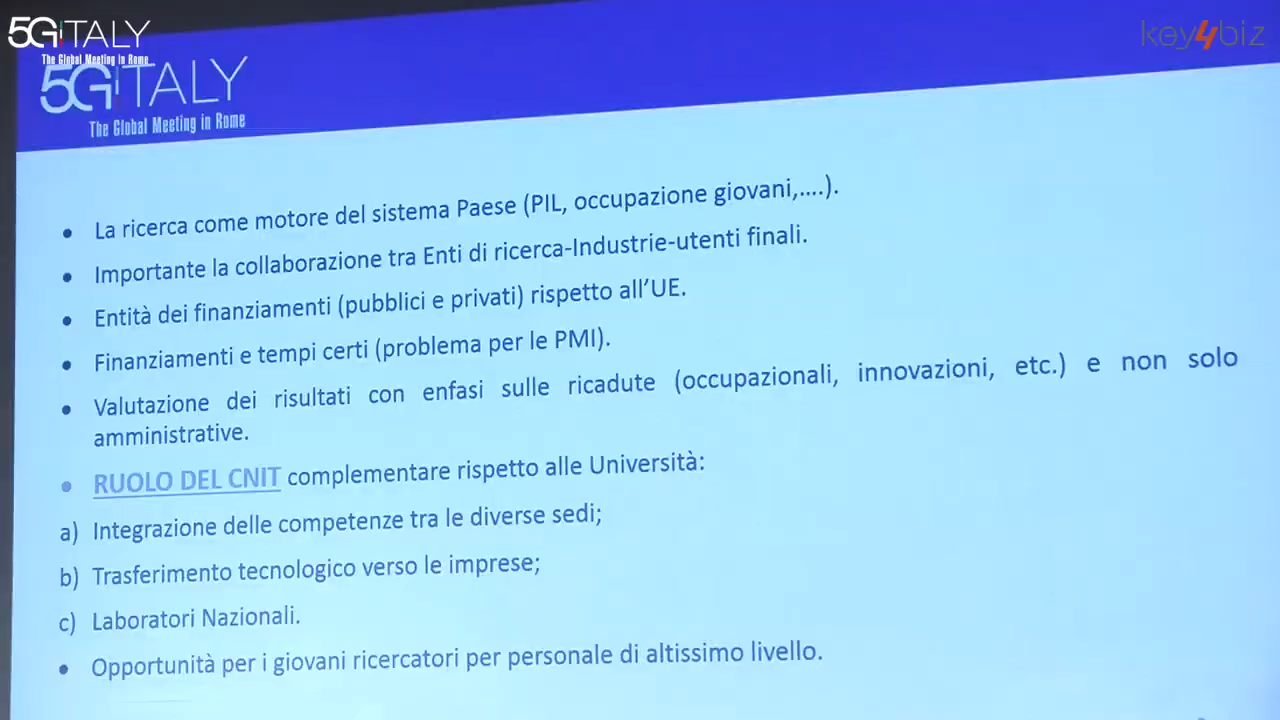 5GITALY
The Global Meeting in Rome
key4biz
5GITALY
The Global Meeting in Rome
• La ricerca come motore del sistema Paese (PIL, occupazione giovani,....).
• Importante la collaborazione tra Enti di ricerca-Industrie-utenti finali.
• Entità dei finanziamenti (pubblici e privati) rispetto all'UE.
• Finanziamenti e tempi certi (problema per le PMI).
• Valutazione dei risultati con enfasi sulle ricadute (occupazionali, innovazioni, etc.) e non solo
amministrative.
• RUOLO DEL CNIT complementare rispetto alle Università:
a) Integrazione delle competenze tra le diverse sedi;
b) Trasferimento tecnologico verso le imprese;
c) Laboratori Nazionali.
• Opportunità per i giovani ricercatori per personale di altissimo livello.